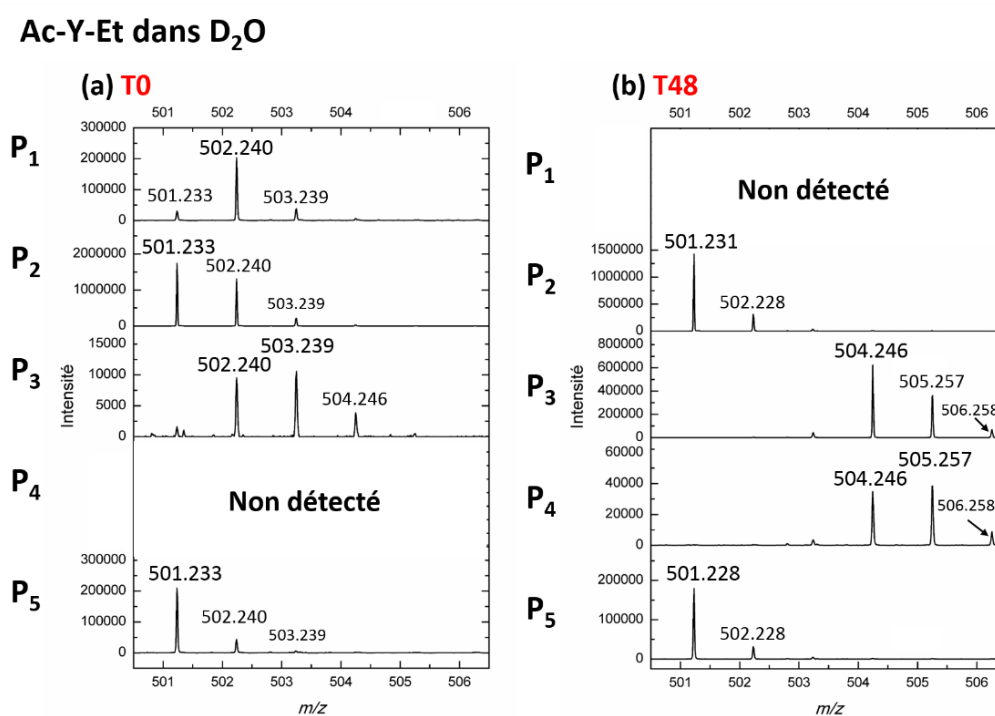 Ac-Y-Et dans D₂O
(a) T0
501 502 503 504 505 506
P₁
300000
200000
100000
0
501.233
502.240
503.239
P₂
2000000
1000000
0
501.233
502.240
503.239
P₃
15000
10000
5000
0
502.240
503.239
504.246
Intensité
P₄
Non détecté
P₅
300000
200000
100000
0
501.233
502.240
503.239
501 502 503 504 505 506
m/z
(b) T48
501 502 503 504 505 506
P₁
Non détecté
P₂
1500000
1000000
500000
0
501.231
502.228
P₃
800000
600000
400000
200000
0
504.246
505.257
506.258
Intensité
P₄
60000
40000
20000
0
504.246
505.257
506.258
P₅
300000
200000
100000
0
501.228
502.228
501 502 503 504 505 506
m/z